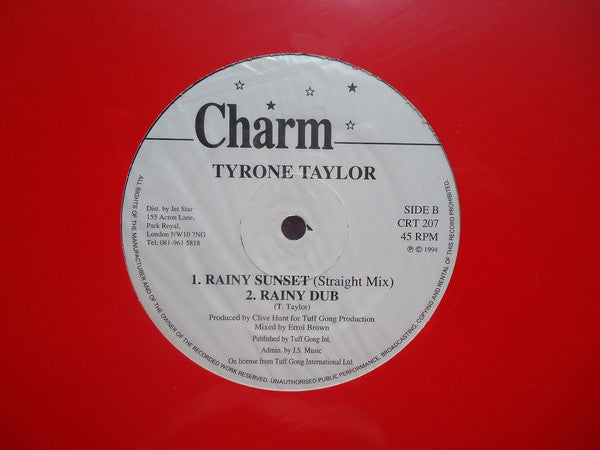 Charm
TYRONE TAYLOR
Dist. by Jet Star
155 Acton Lane,
Park Royal,
London NW10 7NG
Tel: 081-961 5818
SIDE B
CRT 207
45 RPM
℗ © 1994
1. RAINY SUNSET (Straight Mix)
2. RAINY DUB
(T. Taylor)
Produced by Clive Hunt for Tuff Gong Production
Mixed by Errol Brown
Published by Tuff Gong Int.
Admin. by J.S. Music
On license from Tuff Gong International Ltd.
ALL RIGHTS OF THE MANUFACTURER AND OF THE OWNER OF THE RECORDED WORK RESERVED. UNAUTHORISED PUBLIC PERFORMANCE, BROADCASTING, COPYING AND RENTAL OF THIS RECORD PROHIBITED.